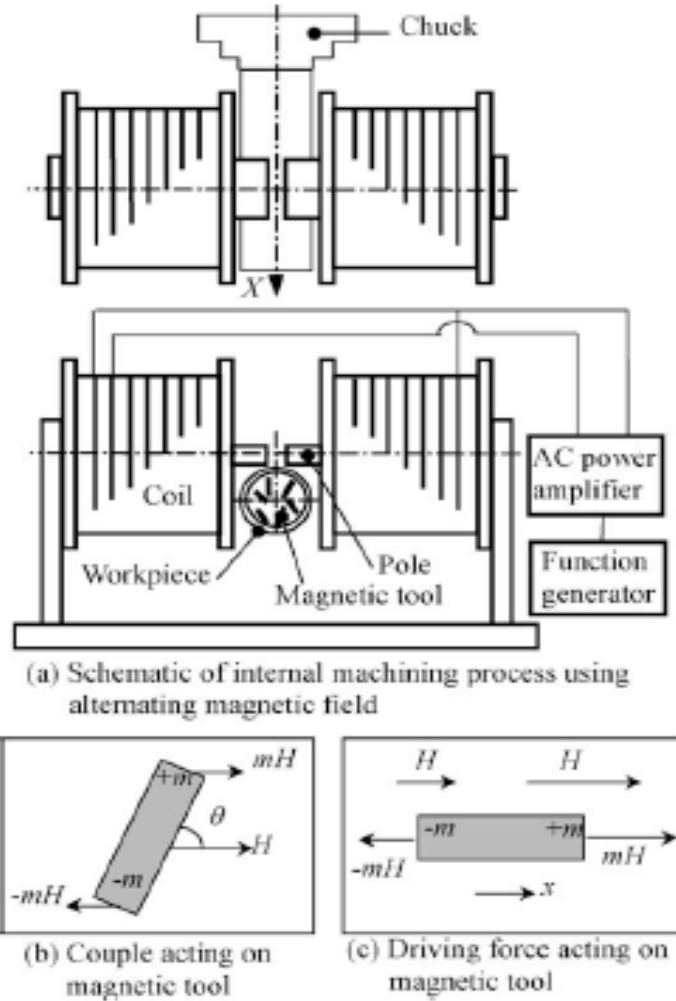 Chuck
X
AC power
amplifier
Coil
Workpiece
Pole
Magnetic tool
Function
generator
(a) Schematic of internal machining process using
alternating magnetic field
+m
mH
θ
H
-m
-mH
(b) Couple acting on
magnetic tool
H
H
-m
+m
-mH
mH
x
(c) Driving force acting on
magnetic tool